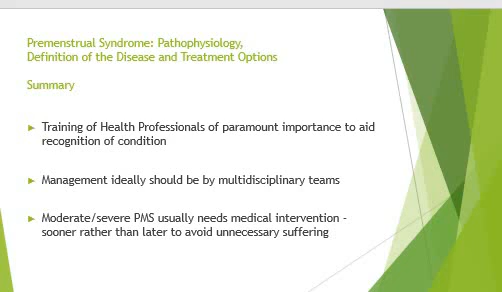 Premenstrual Syndrome: Pathophysiology,
Definition of the Disease and Treatment Options
Summary
Training of Health Professionals of paramount importance to aid
recognition of condition
Management ideally should be by multidisciplinary teams
Moderate/severe PMS usually needs medical intervention -
sooner rather than later to avoid unnecessary suffering